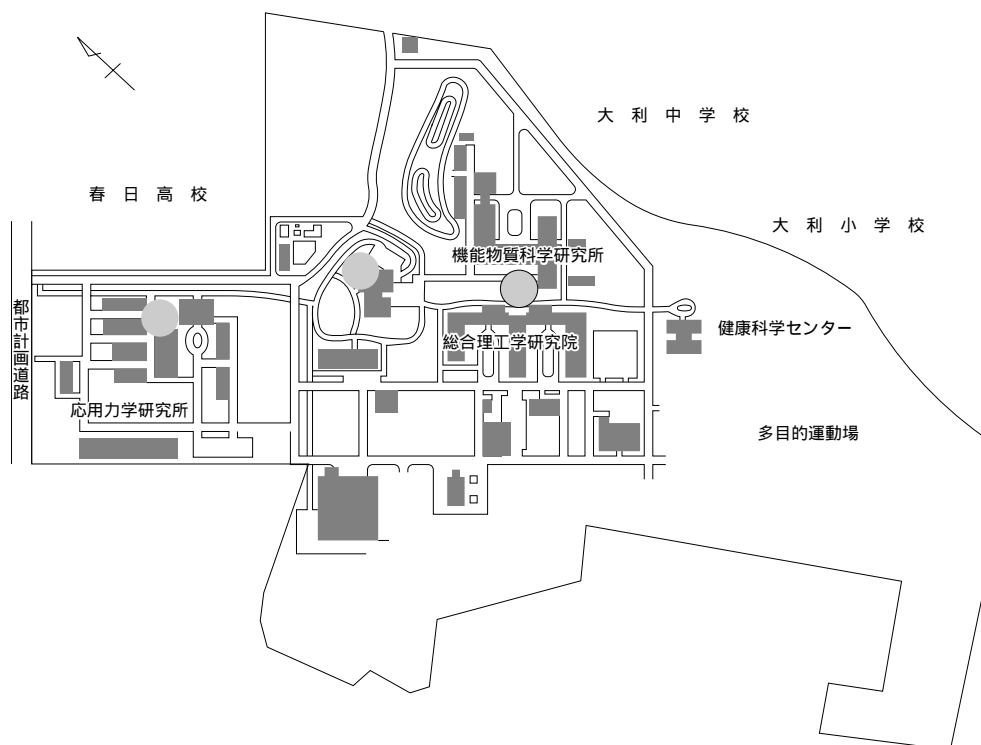 大利中学校
春日高校
大利小学校
機能物質科学研究所
都市計画道路
健康科学センター
総合理工学研究院
応用力学研究所
多目的運動場